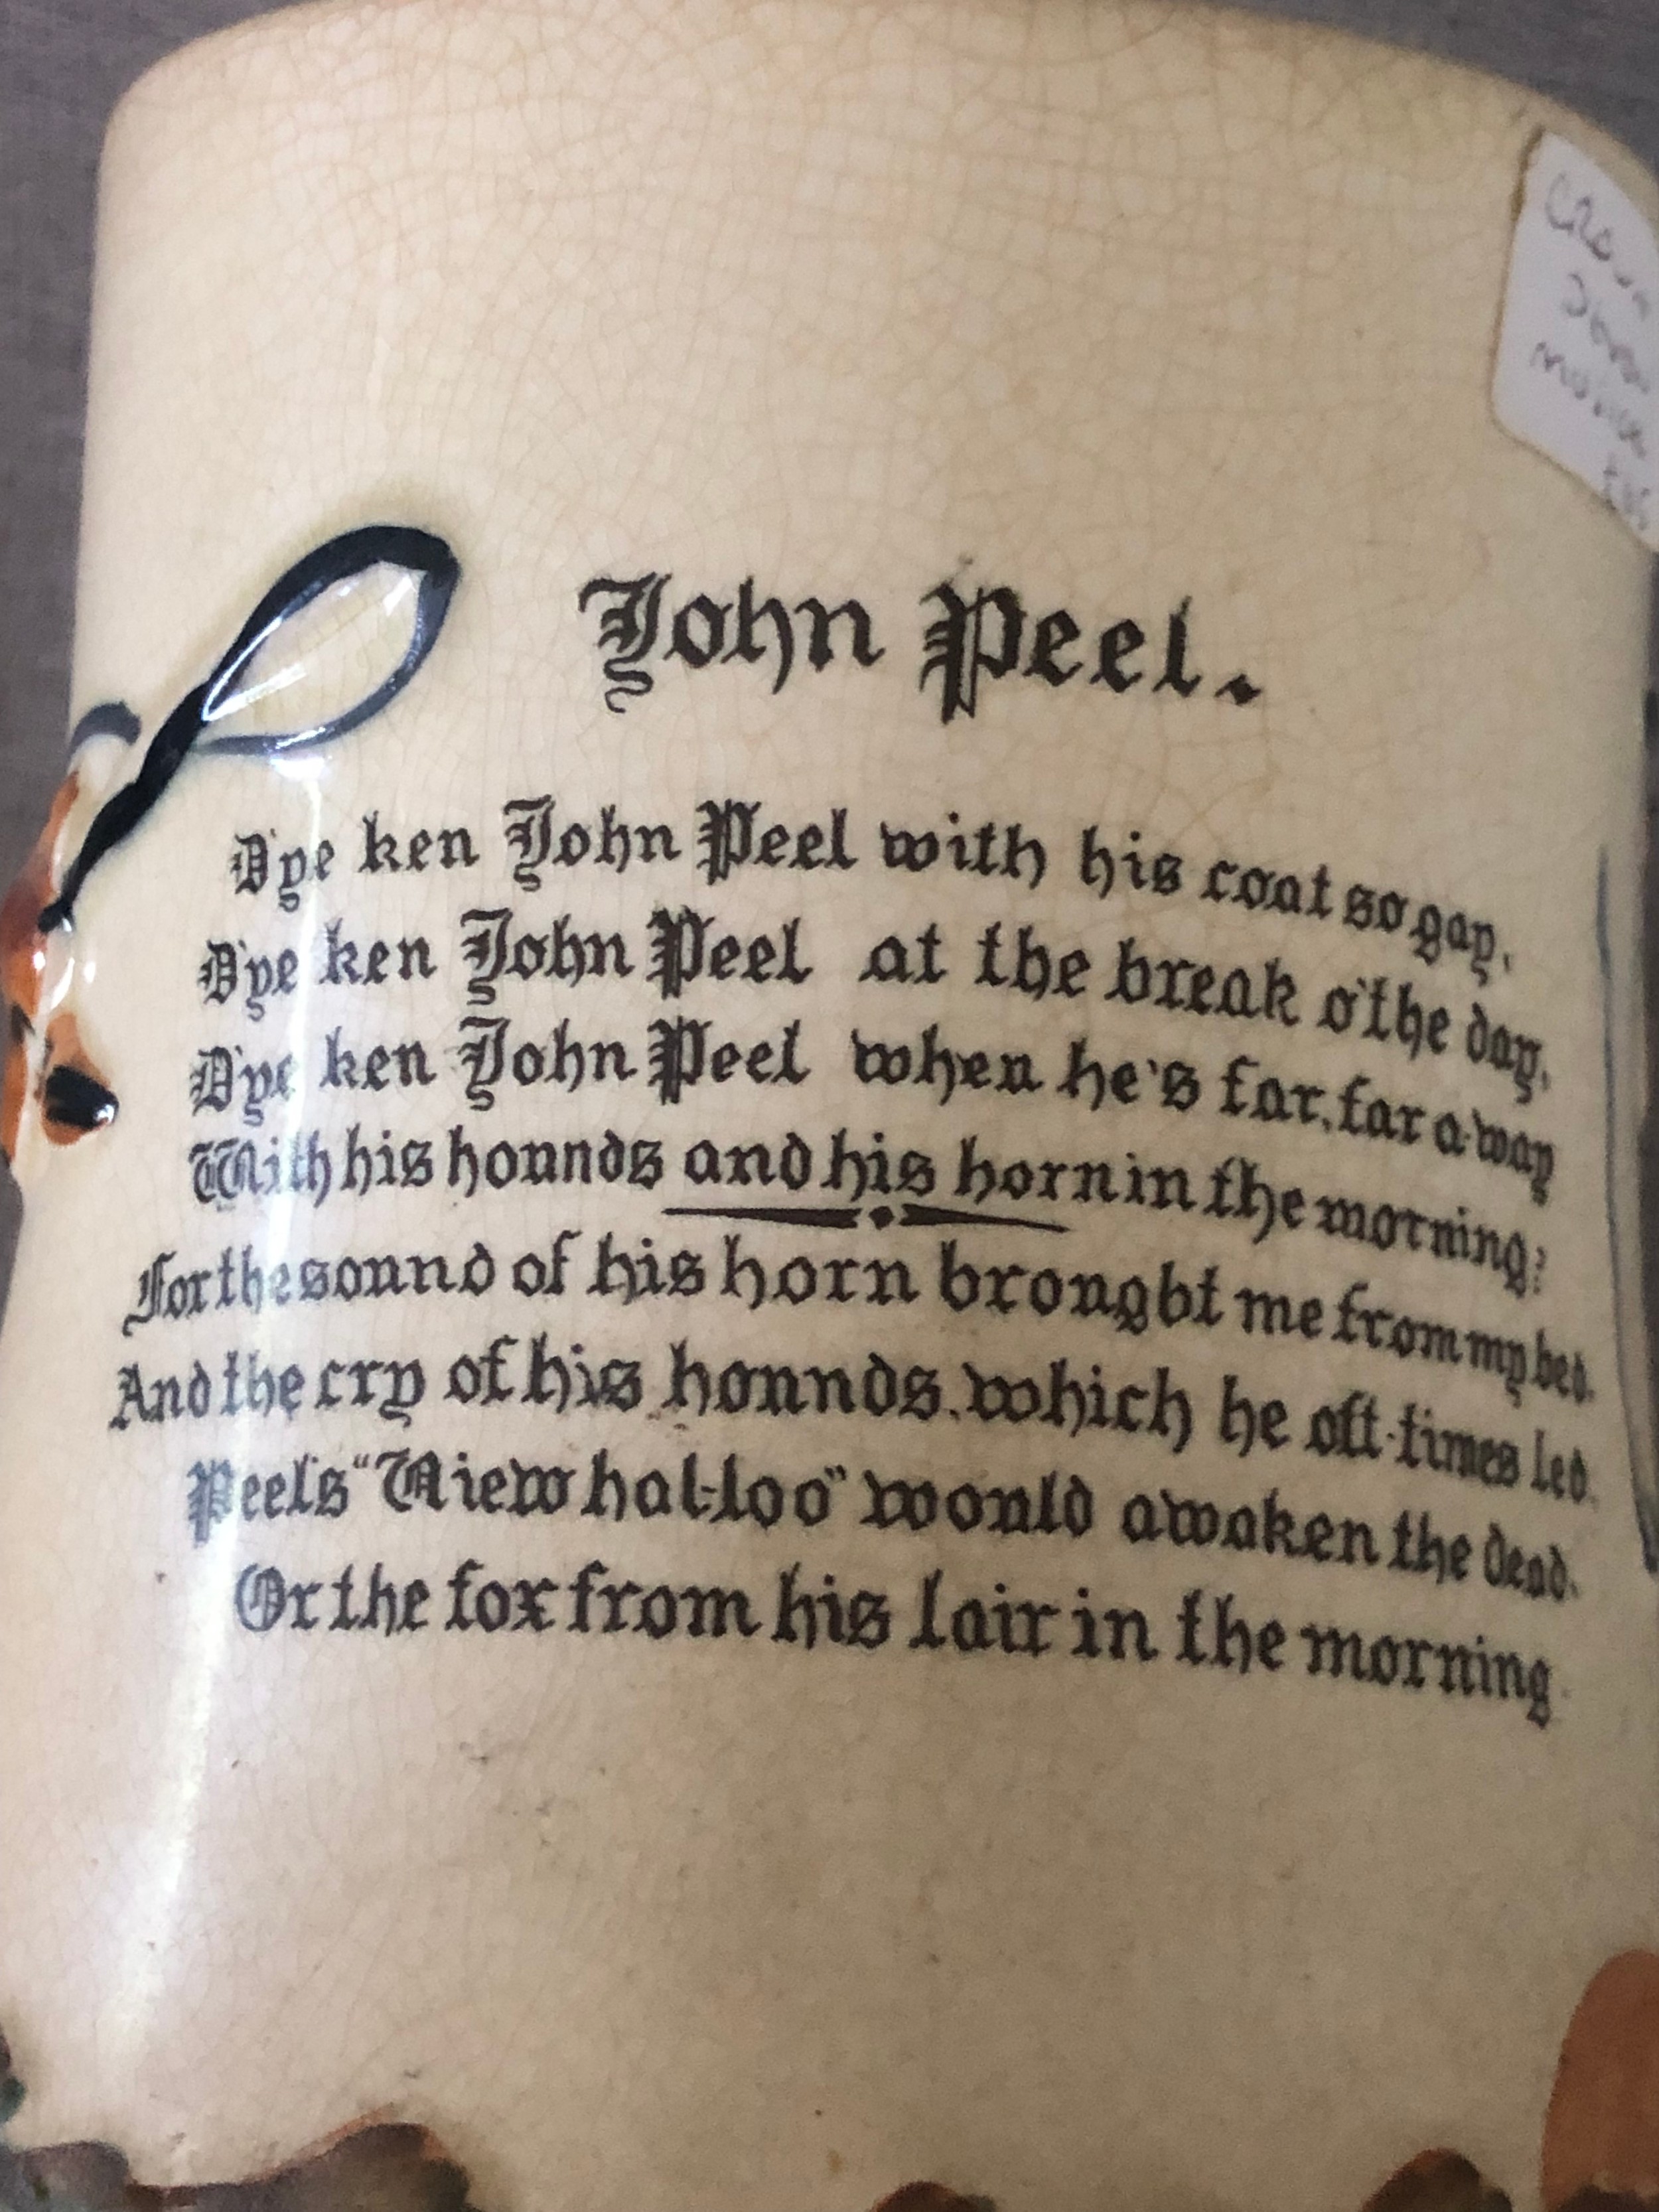 John Peel.
D'ye ken John Peel with his coat so gay,
D'ye ken John Peel at the break o' the day,
D'ye ken John Peel when he's far, far a-way
With his hounds and his horn in the morning?
For the sound of his horn brought me from my bed,
And the cry of his hounds, which he oft-times led,
Peel's "View hal-loo" would awaken the dead,
Or the fox from his lair in the morning.